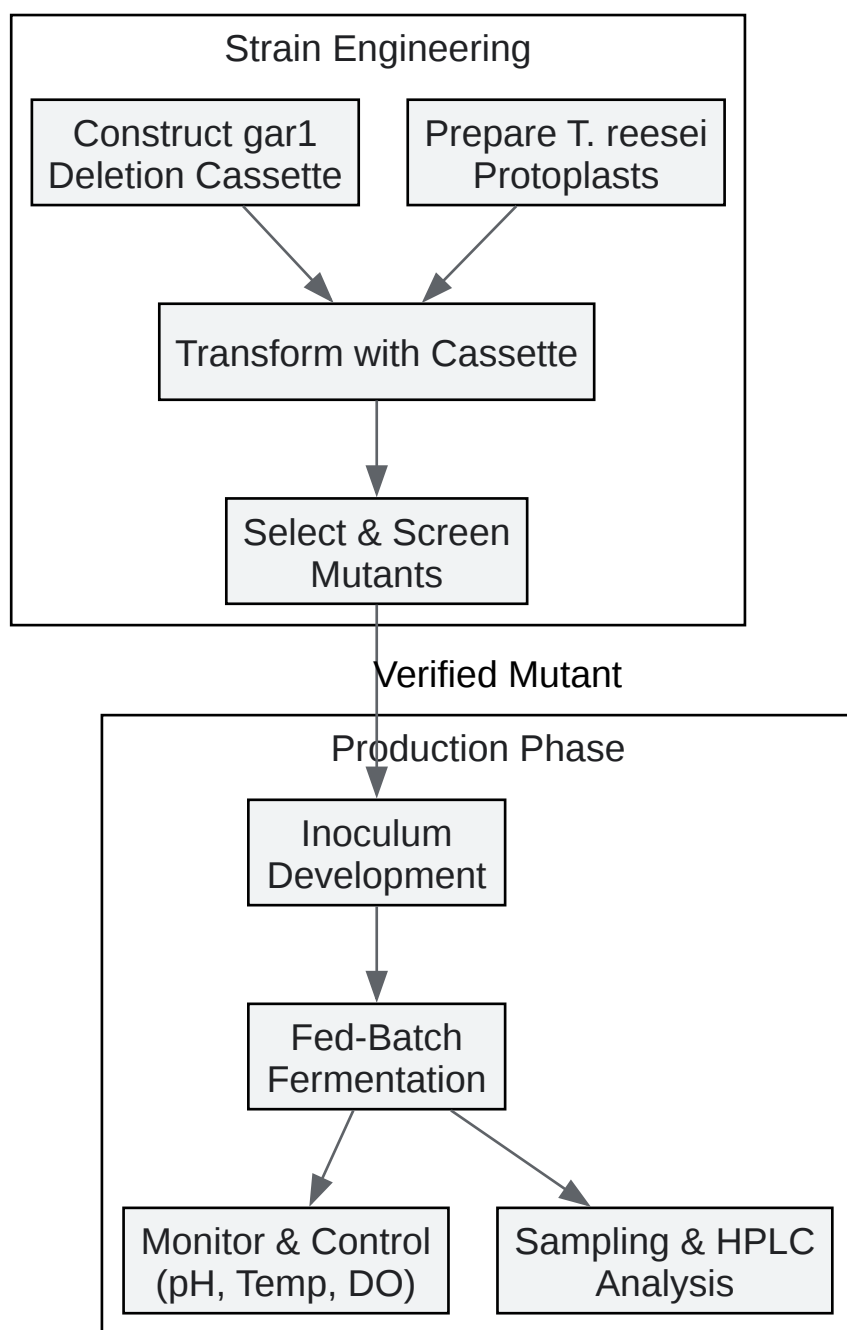 Strain Engineering
Construct gar1
Deletion Cassette
Prepare T. reesei
Protoplasts
Transform with Cassette
Select & Screen
Mutants
Verified Mutant
Production Phase
Inoculum
Development
Fed-Batch
Fermentation
Monitor & Control
(pH, Temp, DO)
Sampling & HPLC
Analysis